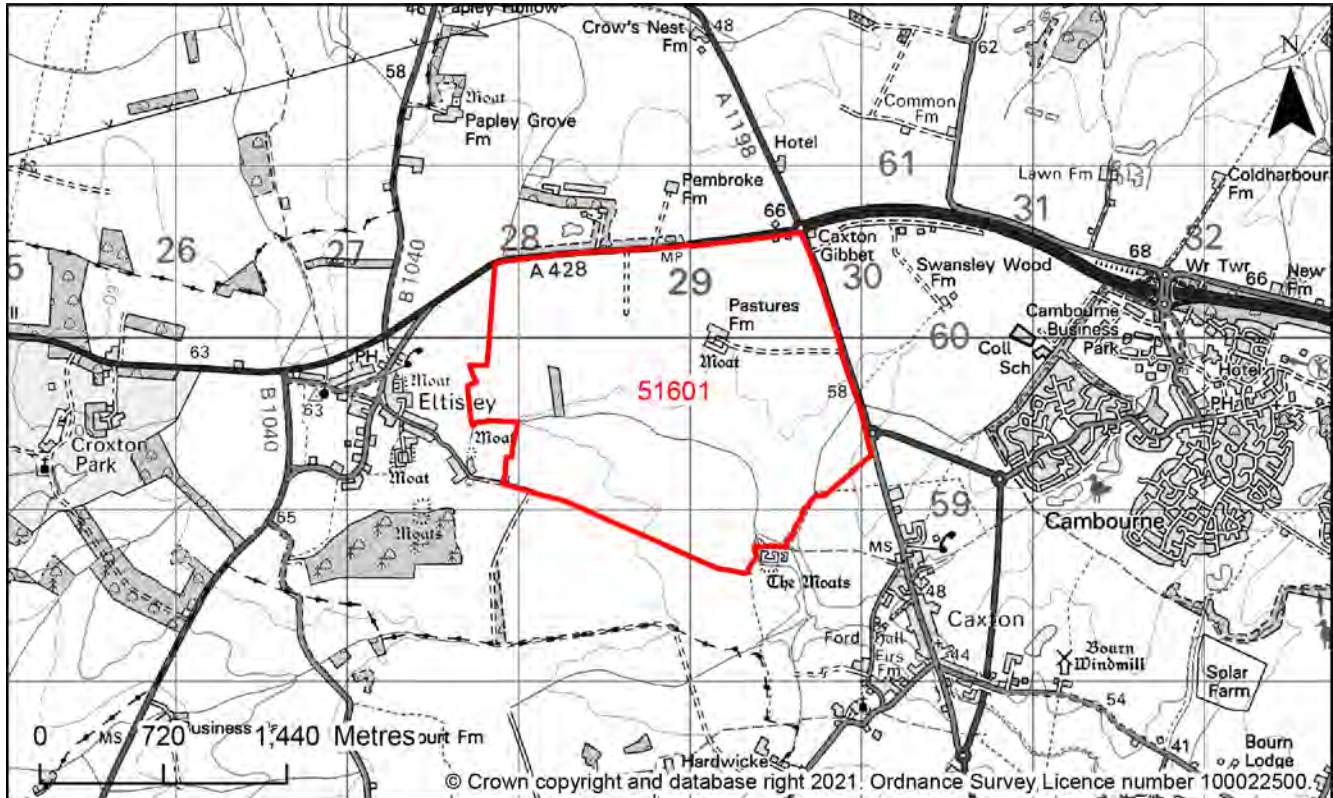 Papley Hollow
48
Crow's Nest
Fm
62
58
Common
Fm
N
Moat
Papley Grove
Fm
A 1198
Hotel
61
Lawn Fm
Coldharbour
Fm
Pembroke
Fm
66
26
27
28
B 1040
A 428
MP
29
Caxton
Gibbet
30
31
68
32
Wr Twr
66
New
Fm
Swansley Wood
Fm
Pastures
Fm
Moat
60
Cambourne
Business
Park
Coll
Sch
Hotel
PH
63
PH
Moat
Eltisley
63
51601
58
B 1040
Croxton
Park
Moat
Moat
59
Cambourne
65
Moats
MS
The Moats
48
Caxton
Ford
Hall
Fm
44
Bourn
Windmill
54
Solar
Farm
41
Bourn
Lodge
MS
Business
Hardwicke
0 720 1,440 Metres
© Crown copyright and database right 2021. Ordnance Survey Licence number 100022500.